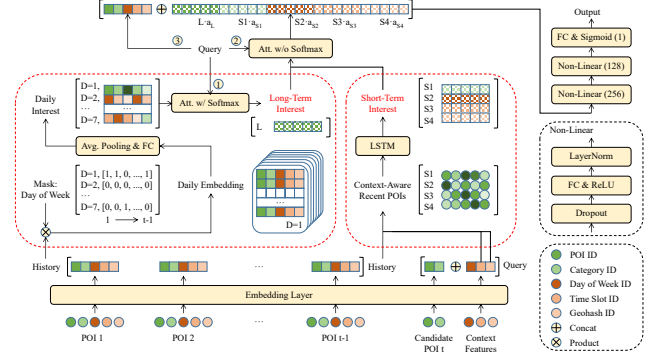 L·a_L S1·a_S1 S2·a_S2 S3·a_S3 S4·a_S4
Output
FC & Sigmoid (1)
Non-Linear (128)
Non-Linear (256)
③ Query ②
Att. w/o Softmax
①
Daily
Interest
D=1,
D=2,
...
D=7,
Att. w/ Softmax
Long-Term
Interest
L
Short-Term
Interest
S1
S2
S3
S4
Avg. Pooling & FC
LSTM
Mask:
Day of Week
D=1, [1, 1, 0, ..., 1]
D=2, [0, 0, 0, ..., 0]
...
D=7, [0, 0, 1, ..., 0]
1 t-1
Daily Embedding
...
D=1
Context-Aware
Recent POIs
S1
S2
S3
S4
Non-Linear
LayerNorm
FC & ReLU
Dropout
History
...
History
Query
Embedding Layer
POI 1
POI 2
...
POI t-1
Candidate
POI t
Context
Features
POI ID
Category ID
Day of Week ID
Time Slot ID
Geohash ID
Concat
Product